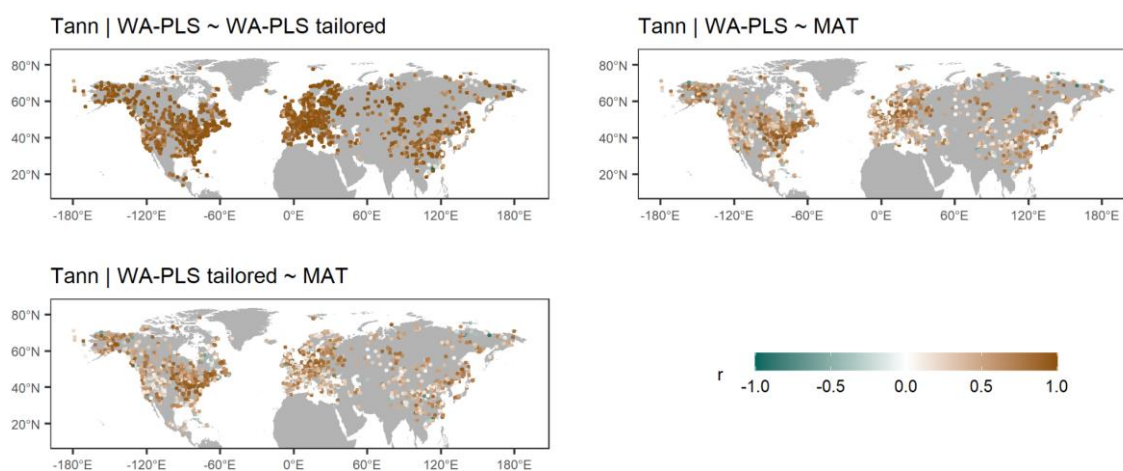 Tann | WA-PLS ~ WA-PLS tailored
80°N
60°N
40°N
20°N
-180°E -120°E -60°E 0°E 60°E 120°E 180°E
Tann | WA-PLS ~ MAT
80°N
60°N
40°N
20°N
-180°E -120°E -60°E 0°E 60°E 120°E 180°E
Tann | WA-PLS tailored ~ MAT
80°N
60°N
40°N
20°N
-180°E -120°E -60°E 0°E 60°E 120°E 180°E
r
-1.0 -0.5 0.0 0.5 1.0